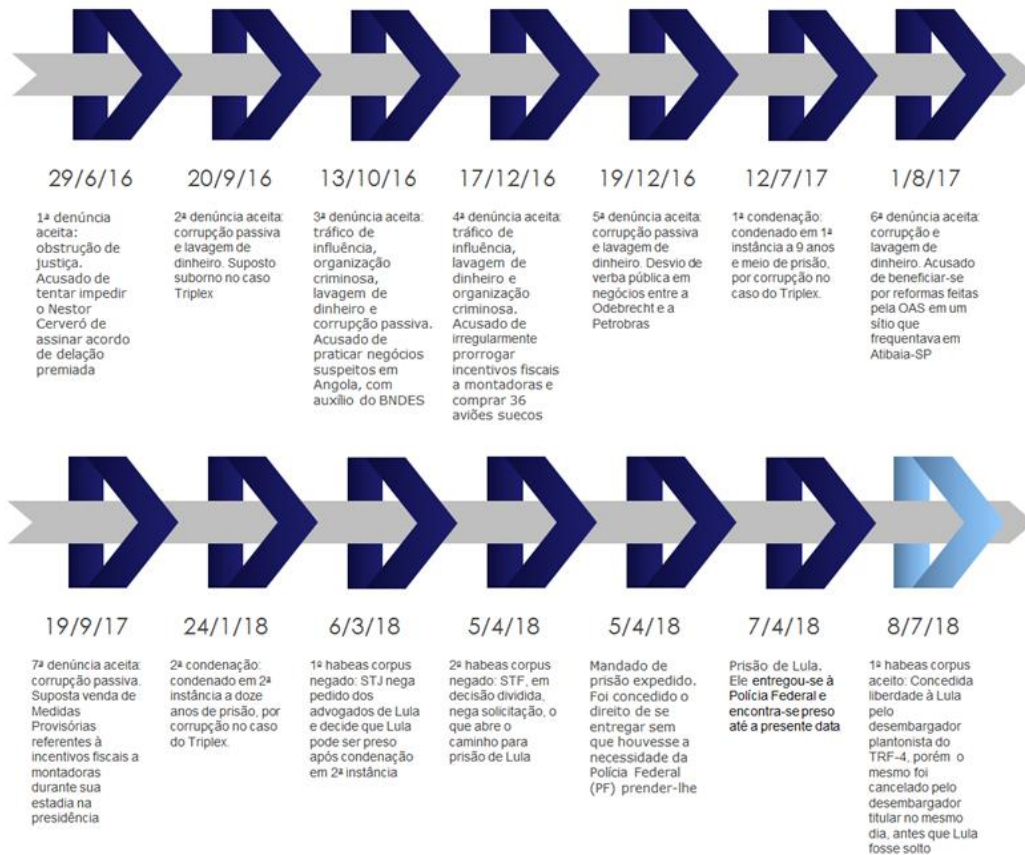 29/6/16
1ª denúncia
aceita:
obstrução de
justiça.
Acusado de
tentar impedir
o Nestor
Cerveró de
assinar acordo
de delação
premiada
20/9/16
2ª denúncia aceita:
corrupção passiva
e lavagem de
dinheiro. Suposto
suborno no caso
Triplex
13/10/16
3ª denúncia aceita:
tráfico de
influência,
organização
criminosa,
lavagem de
dinheiro e
corrupção passiva.
Acusado de
praticar negócios
suspeitos em
Angola, com
auxílio do BNDES
17/12/16
4ª denúncia aceita:
tráfico de
influência,
lavagem de
dinheiro e
organização
criminosa.
Acusado de
irregularmente
prorrogar
incentivos fiscais
a montadoras e
comprar 36
aviões suecos
19/12/16
5ª denúncia aceita:
corrupção passiva
e lavagem de
dinheiro. Desvio de
verba pública em
negócios entre a
Odebrecht e a
Petrobras
12/7/17
1ª condenação:
condenado em 1ª
instância a 9 anos
e meio de prisão,
por corrupção no
caso do Triplex.
1/8/17
6ª denúncia aceita:
corrupção e
lavagem de
dinheiro. Acusado
de beneficiar-se
por reformas feitas
pela OAS em um
sítio que
frequentava em
Atibaia-SP
19/9/17
7ª denúncia aceita:
corrupção passiva.
Suposta venda de
Medidas
Provisórias
referentes à
incentivos fiscais a
montadoras
durante sua
estadia na
presidência
24/1/18
2ª condenação:
condenado em 2ª
instância a doze
anos de prisão, por
corrupção no caso
do Triplex.
6/3/18
1º habeas corpus
negado: STJ nega
pedido dos
advogados de Lula
e decide que Lula
pode ser preso
após condenação
em 2ª instância
5/4/18
2º habeas corpus
negado: STF, em
decisão dividida,
nega solicitação, o
que abre o
caminho para
prisão de Lula
5/4/18
Mandado de
prisão expedido.
Foi concedido o
direito de se
entregar sem
que houvesse a
necessidade da
Polícia Federal
(PF) prender-lhe
7/4/18
Prisão de Lula.
Ele entregou-se à
Polícia Federal e
encontra-se preso
até a presente data
8/7/18
1º habeas corpus
aceito: Concedida
liberdade à Lula
pelo
desembargador
plantonista do
TRF-4, porém o
mesmo foi
cancelado pelo
desembargador
titular no mesmo
dia, antes que Lula
fosse solto